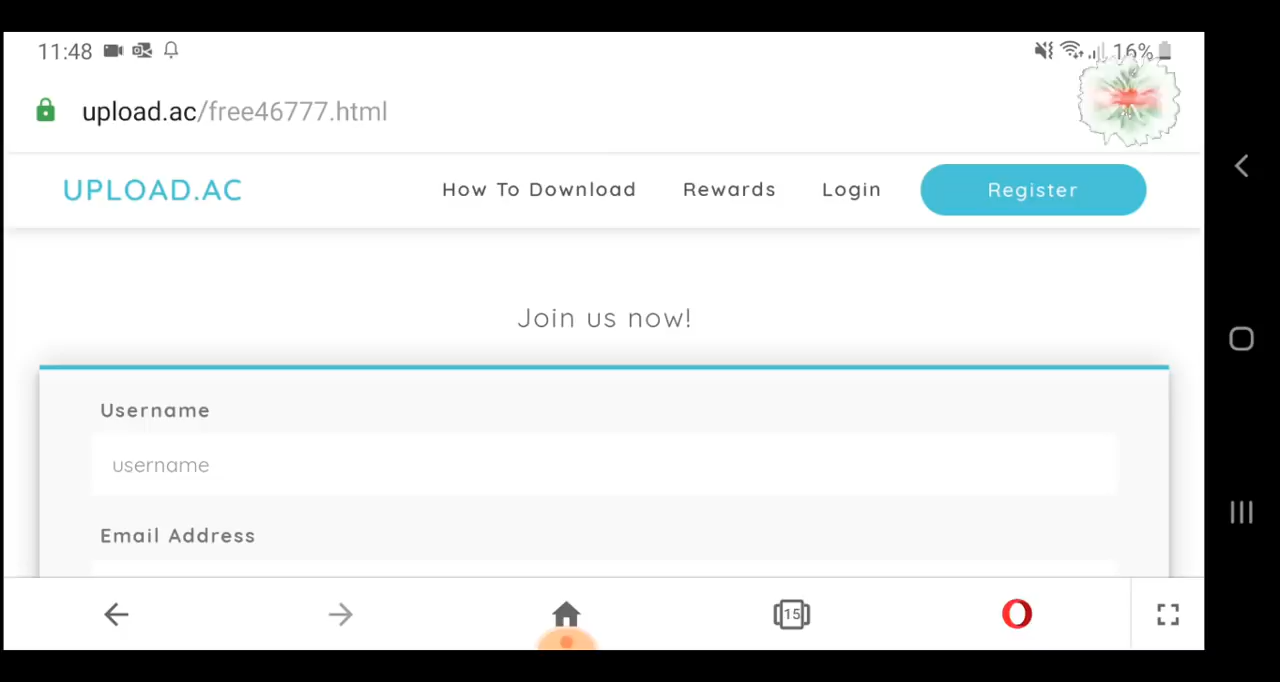 11:48 16%
upload.ac/free46777.html
UPLOAD.AC How To Download Rewards Login Register
Join us now!
Username
username
Email Address
15